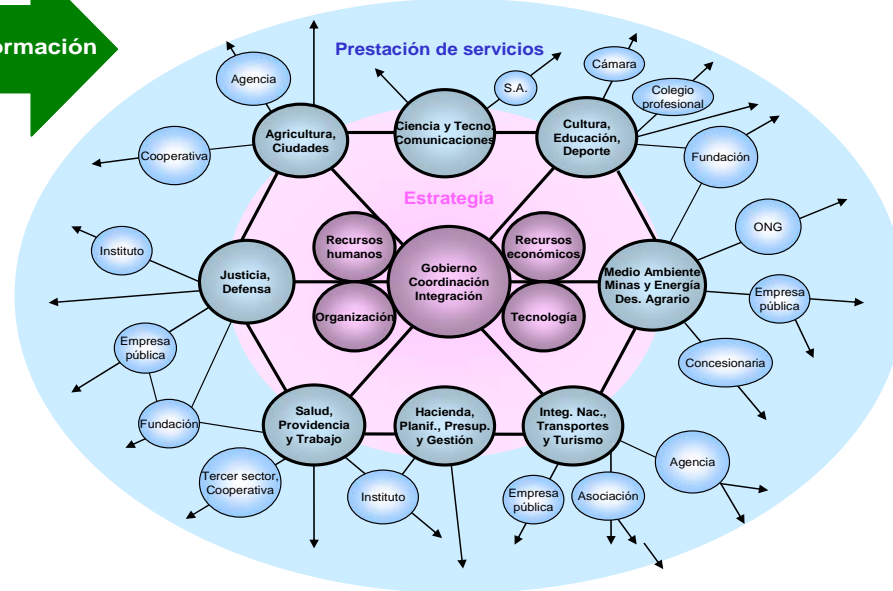 ormación
Prestación de servicios
Agencia
S.A.
Cámara
Colegio
profesional
Agricultura,
Ciudades
Ciencia y Tecno.
Comunicaciones
Cultura,
Educación,
Deporte
Cooperativa
Fundación
Estrategia
Instituto
Recursos
humanos
Recursos
económicos
ONG
Justicia,
Defensa
Gobierno
Coordinación
Integración
Medio Ambiente
Minas y Energía
Des. Agrario
Organización
Tecnología
Empresa
pública
Empresa
pública
Concesionaria
Fundación
Salud,
Providencia
y Trabajo
Hacienda,
Planif., Presup.
y Gestión
Integ. Nac.,
Transportes
y Turismo
Agencia
Tercer sector,
Cooperativa
Instituto
Empresa
pública
Asociación